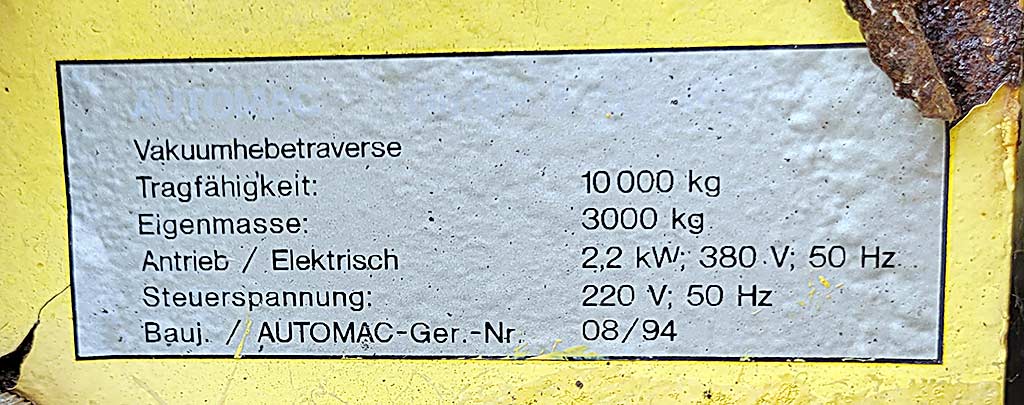 AUTOMAC
Vakuumhebetraverse
Tragfähigkeit: 10 000 kg
Eigenmasse: 3000 kg
Antrieb / Elektrisch 2,2 kW; 380 V; 50 Hz
Steuerspannung: 220 V; 50 Hz
Bauj. / AUTOMAC-Ger.-Nr. 08/94